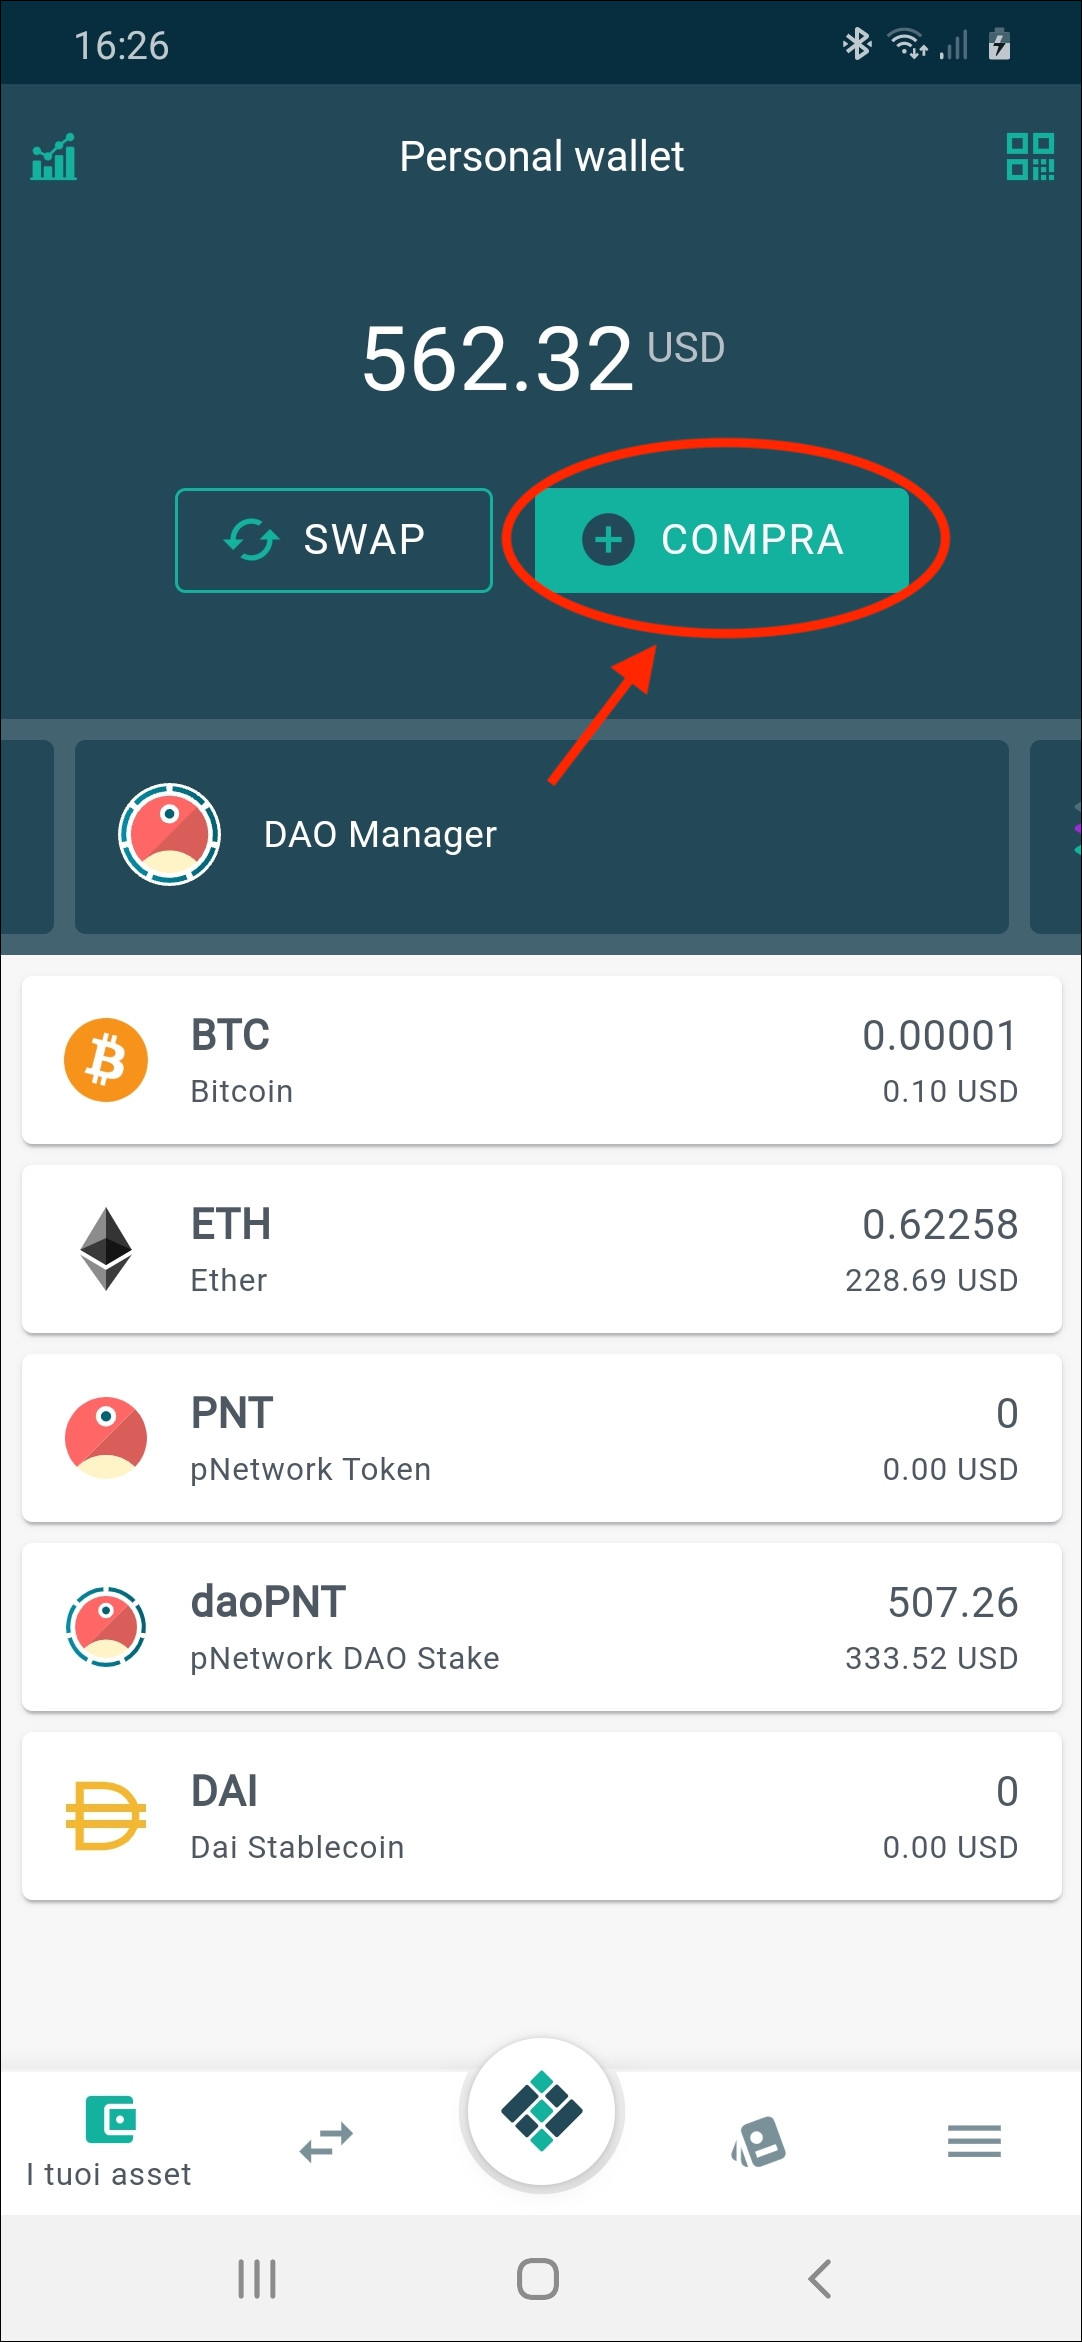 16:26
Personal wallet
562.32 USD
SWAP
COMPRA
DAO Manager
BTC
0.00001
Bitcoin
0.10 USD
ETH
0.62258
Ether
228.69 USD
PNT
0
pNetwork Token
0.00 USD
daoPNT
507.26
pNetwork DAO Stake
333.52 USD
DAI
0
Dai Stablecoin
0.00 USD
I tuoi asset